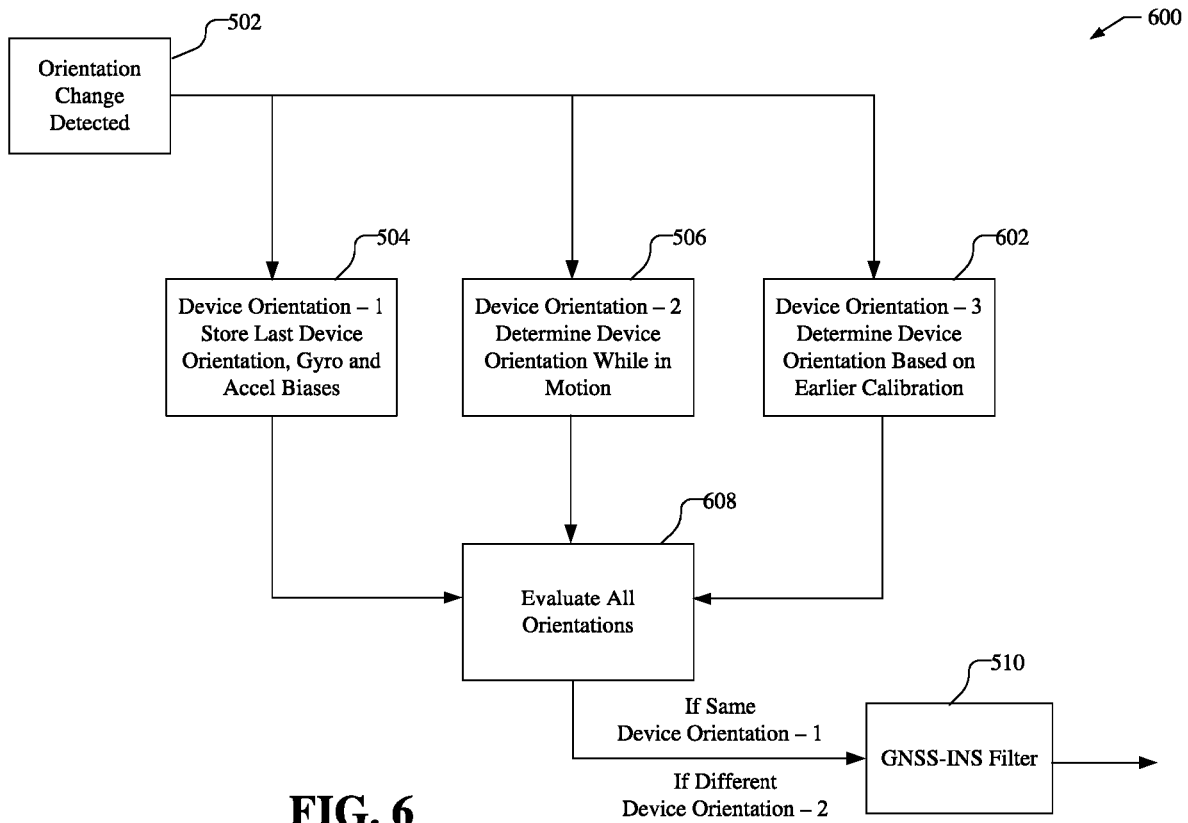 600
502
Orientation
Change
Detected
504
506
602
Device Orientation – 1
Store Last Device
Orientation, Gyro and
Accel Biases
Device Orientation – 2
Determine Device
Orientation While in
Motion
Device Orientation – 3
Determine Device
Orientation Based on
Earlier Calibration
608
Evaluate All
Orientations
510
If Same
Device Orientation – 1
GNSS-INS Filter
If Different
Device Orientation – 2
FIG. 6